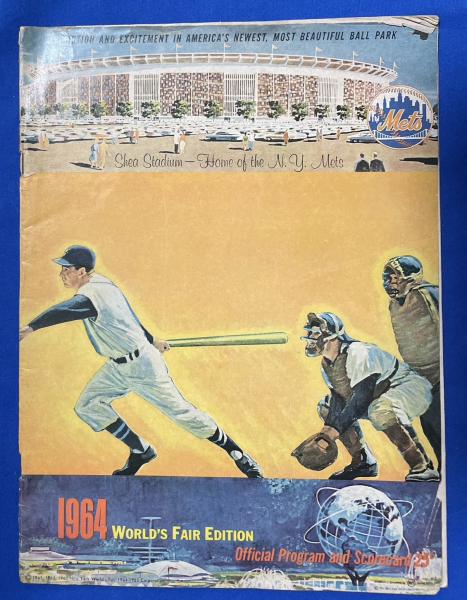 ACTION AND EXCITEMENT IN AMERICA'S NEWEST, MOST BEAUTIFUL BALL PARK
Mets
Shea Stadium — Home of the N. Y. Mets
1964 WORLD'S FAIR EDITION
Official Program and Scorecard 25¢